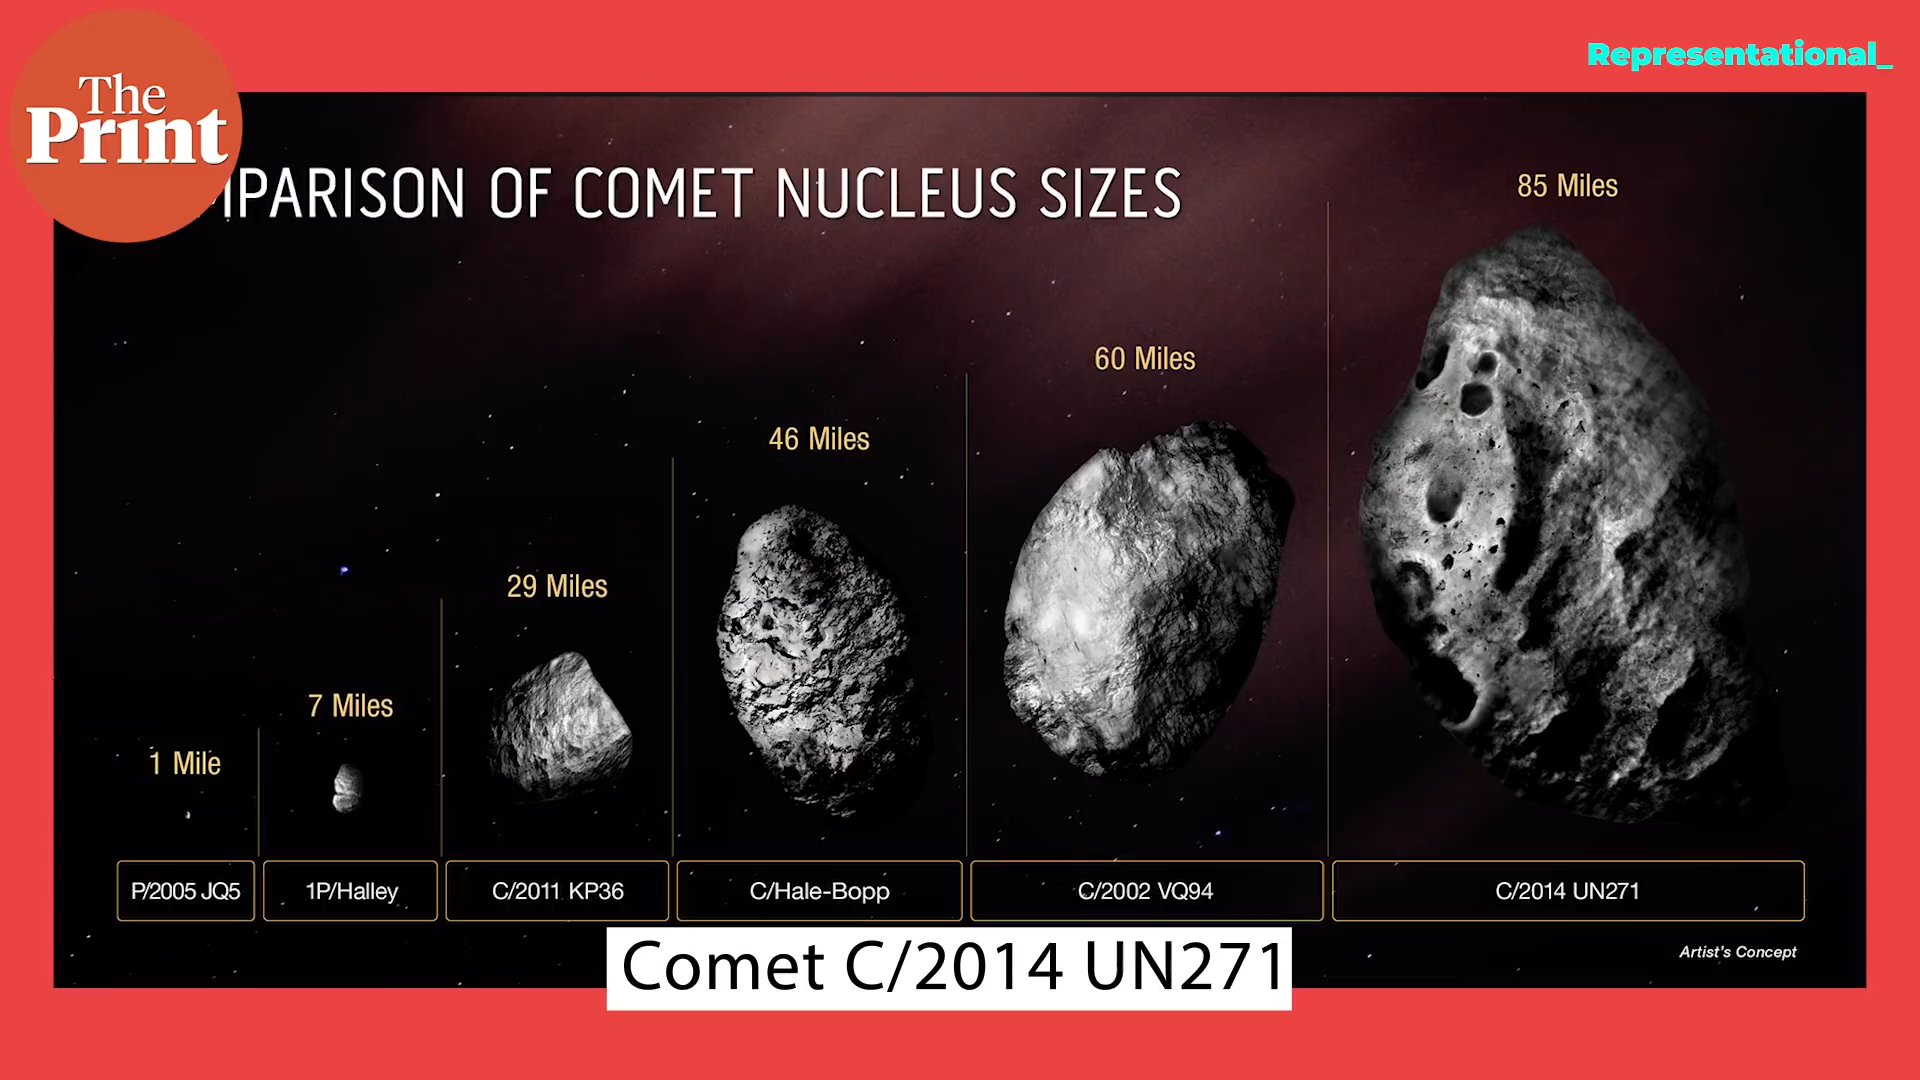 The
Print
Representational_
MPARISON OF COMET NUCLEUS SIZES
85 Miles
60 Miles
46 Miles
29 Miles
7 Miles
1 Mile
P/2005 JQ5
1P/Halley
C/2011 KP36
C/Hale-Bopp
C/2002 VQ94
C/2014 UN271
Artist's Concept
Comet C/2014 UN271